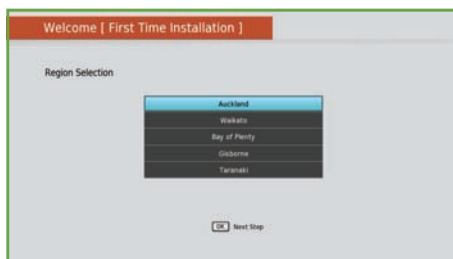 Welcome [ First Time Installation ]
Region Selection
Auckland
Waikato
Bay of Plenty
Gisborne
Taranaki
OK Next Step